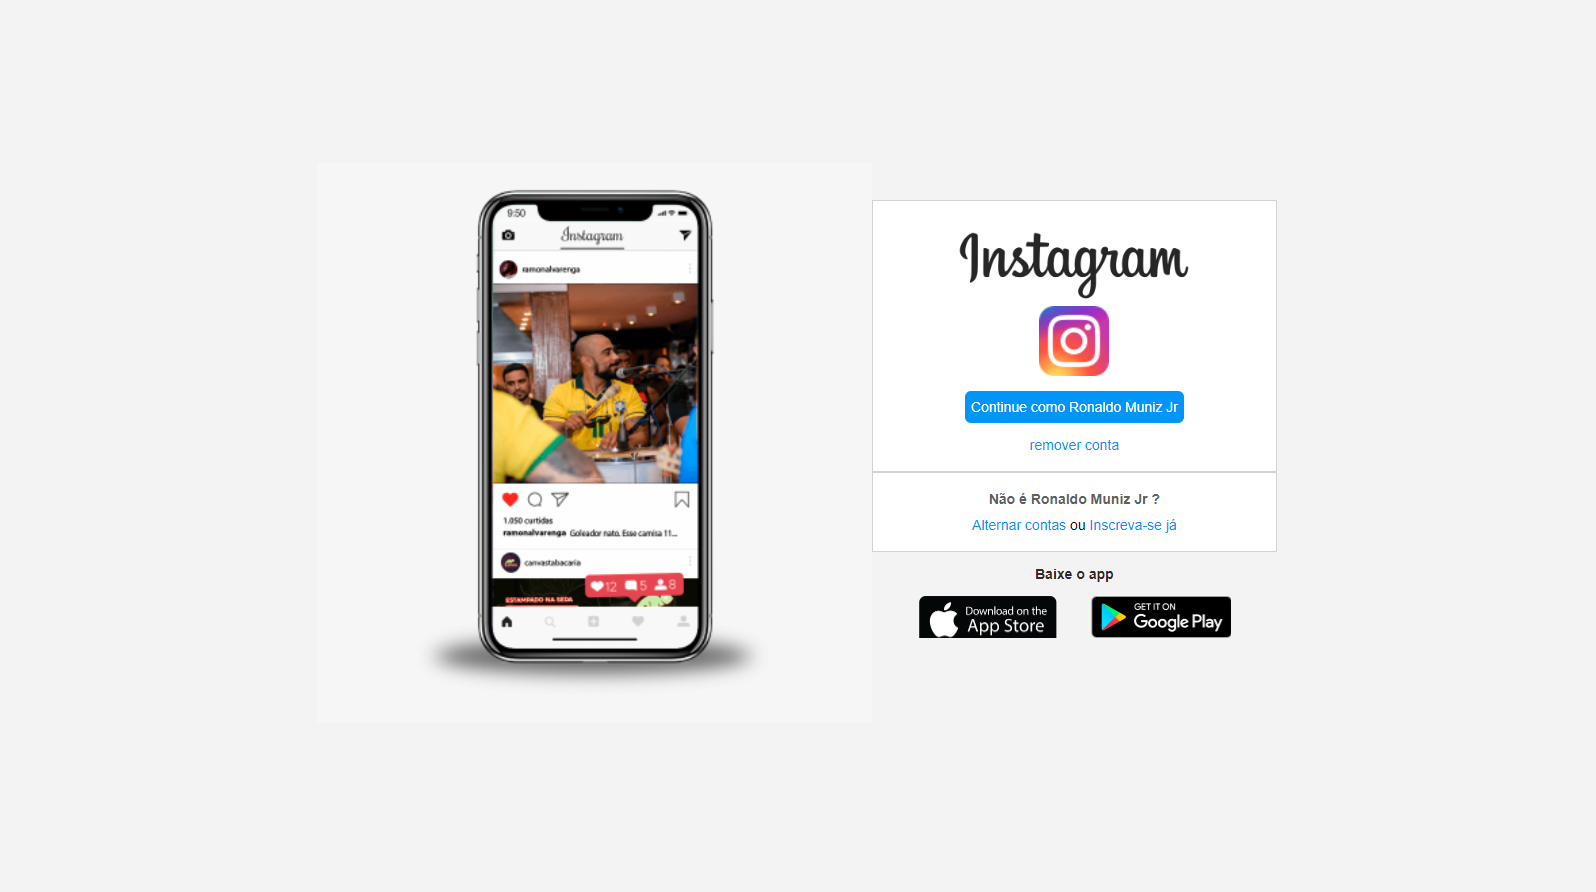 9:50
Instagram
ramonalvarenga
1.050 curtidas
ramonalvarenga Goleador nato. Esse camisa 11...
canvastabacaria
12 5 8
ESTAMPADO NA SEDA
Instagram
Continue como Ronaldo Muniz Jr
remover conta
Não é Ronaldo Muniz Jr ?
Alternar contas ou Inscreva-se já
Baixe o app
Download on the
App Store
GET IT ON
Google Play